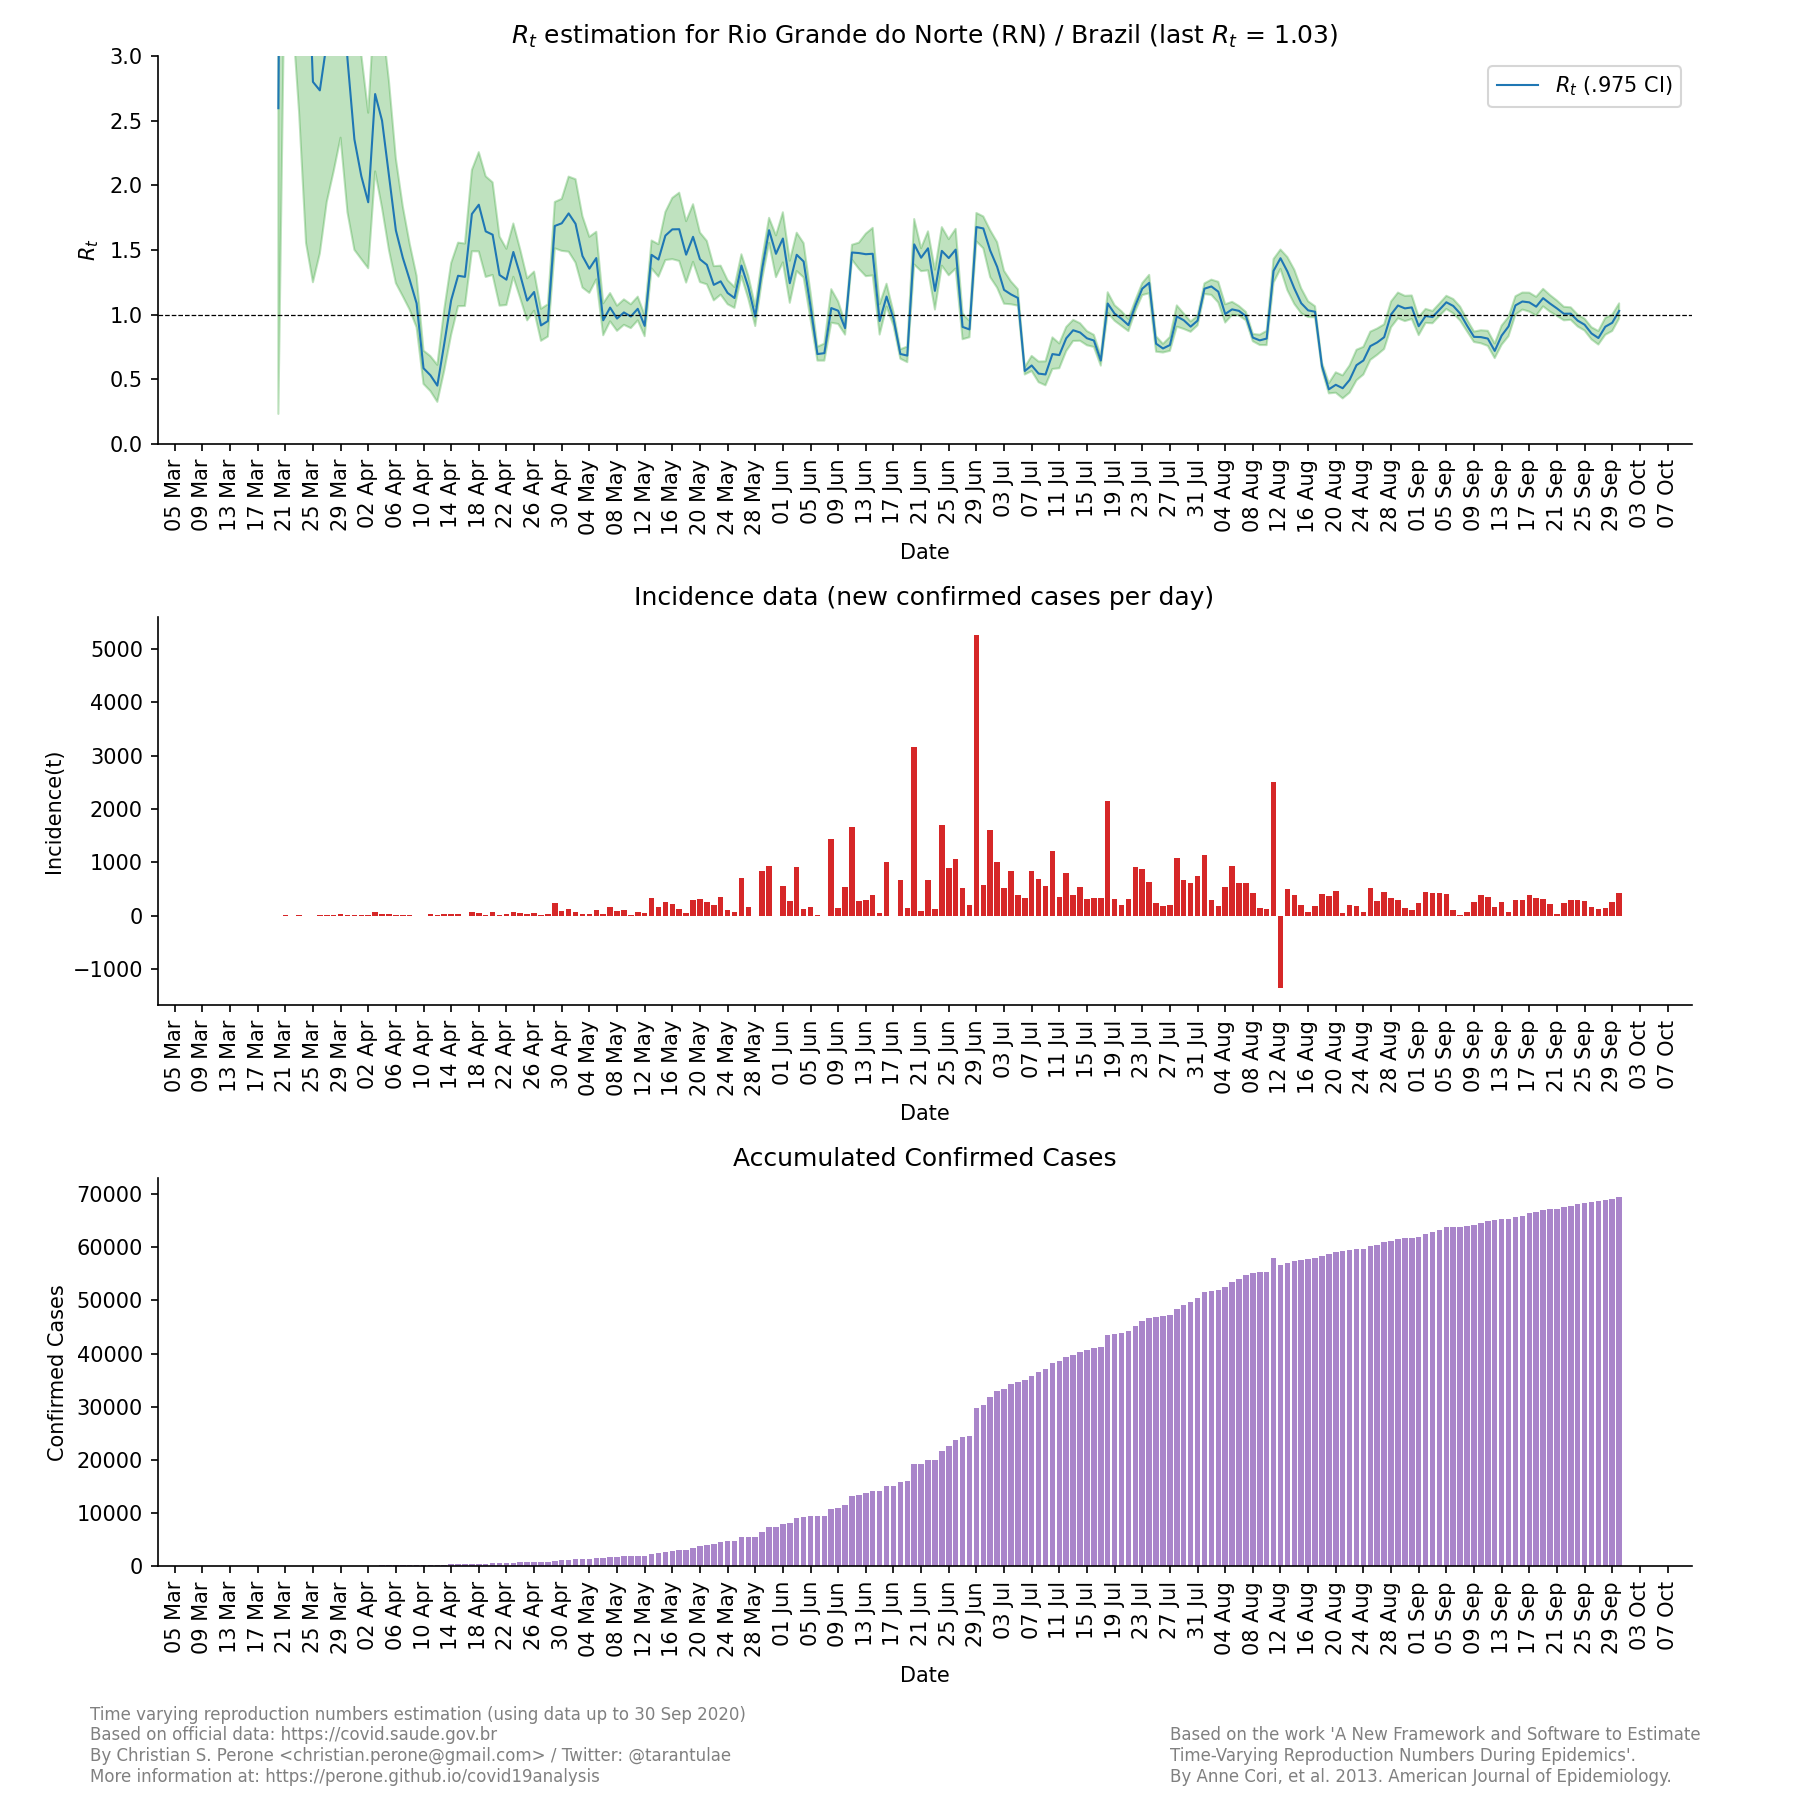 R_t estimation for Rio Grande do Norte (RN) / Brazil (last R_t = 1.03)
3.0
2.5
2.0
1.5
1.0
0.5
0.0
R_t
R_t (.975 CI)
05 Mar 09 Mar 13 Mar 17 Mar 21 Mar 25 Mar 29 Mar 02 Apr 06 Apr 10 Apr 14 Apr 18 Apr 22 Apr 26 Apr 30 Apr 04 May 08 May 12 May 16 May 20 May 24 May 28 May 01 Jun 05 Jun 09 Jun 13 Jun 17 Jun 21 Jun 25 Jun 29 Jun 03 Jul 07 Jul 11 Jul 15 Jul 19 Jul 23 Jul 27 Jul 31 Jul 04 Aug 08 Aug 12 Aug 16 Aug 20 Aug 24 Aug 28 Aug 01 Sep 05 Sep 09 Sep 13 Sep 17 Sep 21 Sep 25 Sep 29 Sep 03 Oct 07 Oct
Date
Incidence data (new confirmed cases per day)
5000
4000
3000
2000
1000
0
−1000
Incidence(t)
05 Mar 09 Mar 13 Mar 17 Mar 21 Mar 25 Mar 29 Mar 02 Apr 06 Apr 10 Apr 14 Apr 18 Apr 22 Apr 26 Apr 30 Apr 04 May 08 May 12 May 16 May 20 May 24 May 28 May 01 Jun 05 Jun 09 Jun 13 Jun 17 Jun 21 Jun 25 Jun 29 Jun 03 Jul 07 Jul 11 Jul 15 Jul 19 Jul 23 Jul 27 Jul 31 Jul 04 Aug 08 Aug 12 Aug 16 Aug 20 Aug 24 Aug 28 Aug 01 Sep 05 Sep 09 Sep 13 Sep 17 Sep 21 Sep 25 Sep 29 Sep 03 Oct 07 Oct
Date
Accumulated Confirmed Cases
70000
60000
50000
40000
30000
20000
10000
0
Confirmed Cases
05 Mar 09 Mar 13 Mar 17 Mar 21 Mar 25 Mar 29 Mar 02 Apr 06 Apr 10 Apr 14 Apr 18 Apr 22 Apr 26 Apr 30 Apr 04 May 08 May 12 May 16 May 20 May 24 May 28 May 01 Jun 05 Jun 09 Jun 13 Jun 17 Jun 21 Jun 25 Jun 29 Jun 03 Jul 07 Jul 11 Jul 15 Jul 19 Jul 23 Jul 27 Jul 31 Jul 04 Aug 08 Aug 12 Aug 16 Aug 20 Aug 24 Aug 28 Aug 01 Sep 05 Sep 09 Sep 13 Sep 17 Sep 21 Sep 25 Sep 29 Sep 03 Oct 07 Oct
Date
Time varying reproduction numbers estimation (using data up to 30 Sep 2020)
Based on official data: https://covid.saude.gov.br
By Christian S. Perone <christian.perone@gmail.com> / Twitter: @tarantulae
More information at: https://perone.github.io/covid19analysis
Based on the work 'A New Framework and Software to Estimate
Time-Varying Reproduction Numbers During Epidemics'.
By Anne Cori, et al. 2013. American Journal of Epidemiology.